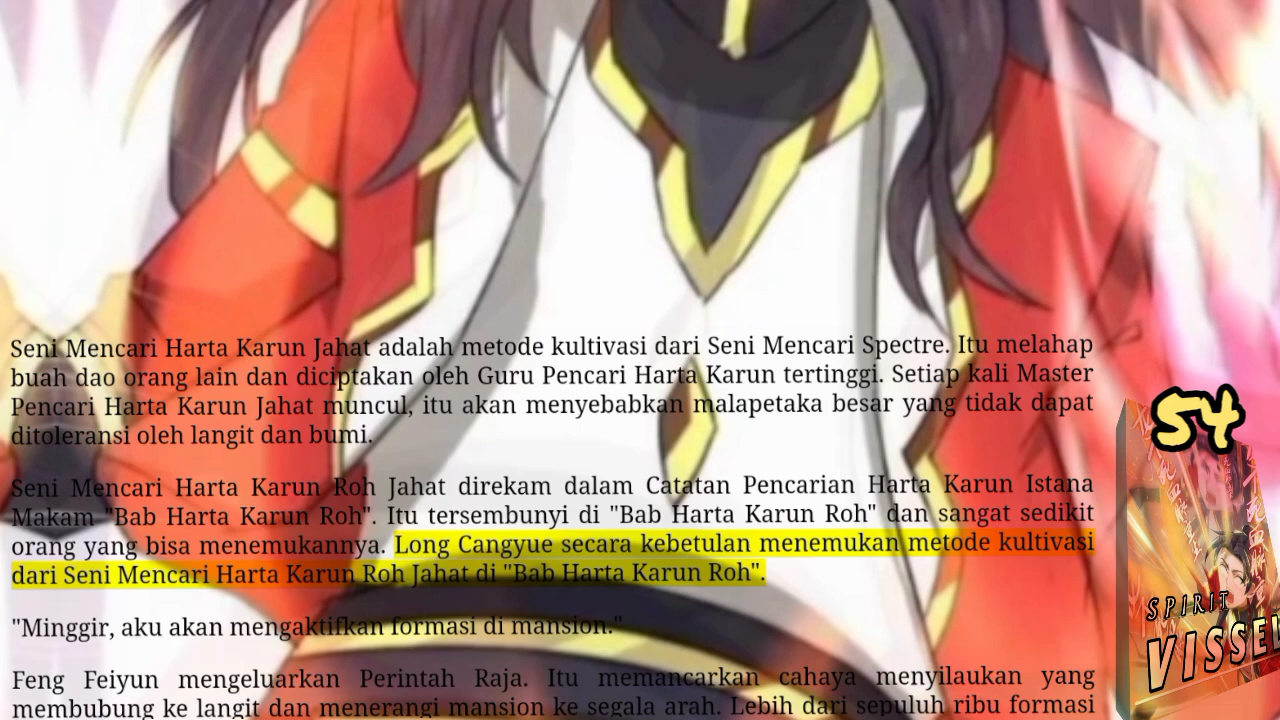 Seni Mencari Harta Karun Jahat adalah metode kultivasi dari Seni Mencari Spectre. Itu melahap
buah dao orang lain dan diciptakan oleh Guru Pencari Harta Karun tertinggi. Setiap kali Master
Pencari Harta Karun Jahat muncul, itu akan menyebabkan malapetaka besar yang tidak dapat
ditoleransi oleh langit dan bumi.
Seni Mencari Harta Karun Roh Jahat direkam dalam Catatan Pencarian Harta Karun Istana
Makam "Bab Harta Karun Roh". Itu tersembunyi di "Bab Harta Karun Roh" dan sangat sedikit
orang yang bisa menemukannya. Long Cangyue secara kebetulan menemukan metode kultivasi
dari Seni Mencari Harta Karun Roh Jahat di "Bab Harta Karun Roh".
"Minggir, aku akan mengaktifkan formasi di mansion."
Feng Feiyun mengeluarkan Perintah Raja. Itu memancarkan cahaya menyilaukan yang
membubung ke langit dan menerangi mansion ke segala arah. Lebih dari sepuluh ribu formasi
54
SPIRIT
VISSEL